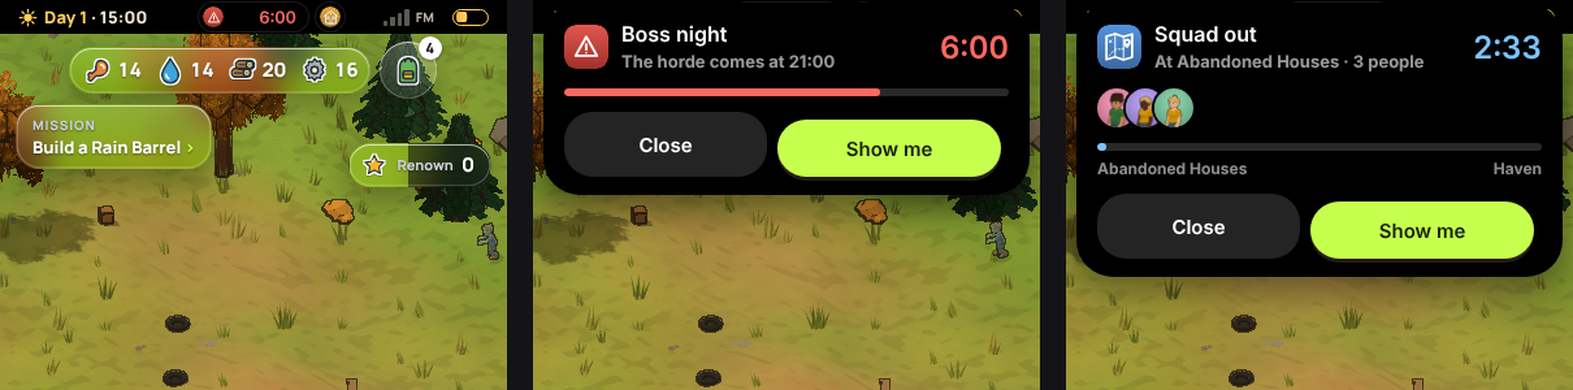 Day 1 · 15:00
6:00
FM
14
14
20
16
4
MISSION
Build a Rain Barrel ›
Renown 0
Boss night
The horde comes at 21:00
6:00
Close
Show me
Squad out
At Abandoned Houses · 3 people
2:33
Abandoned Houses
Haven
Close
Show me